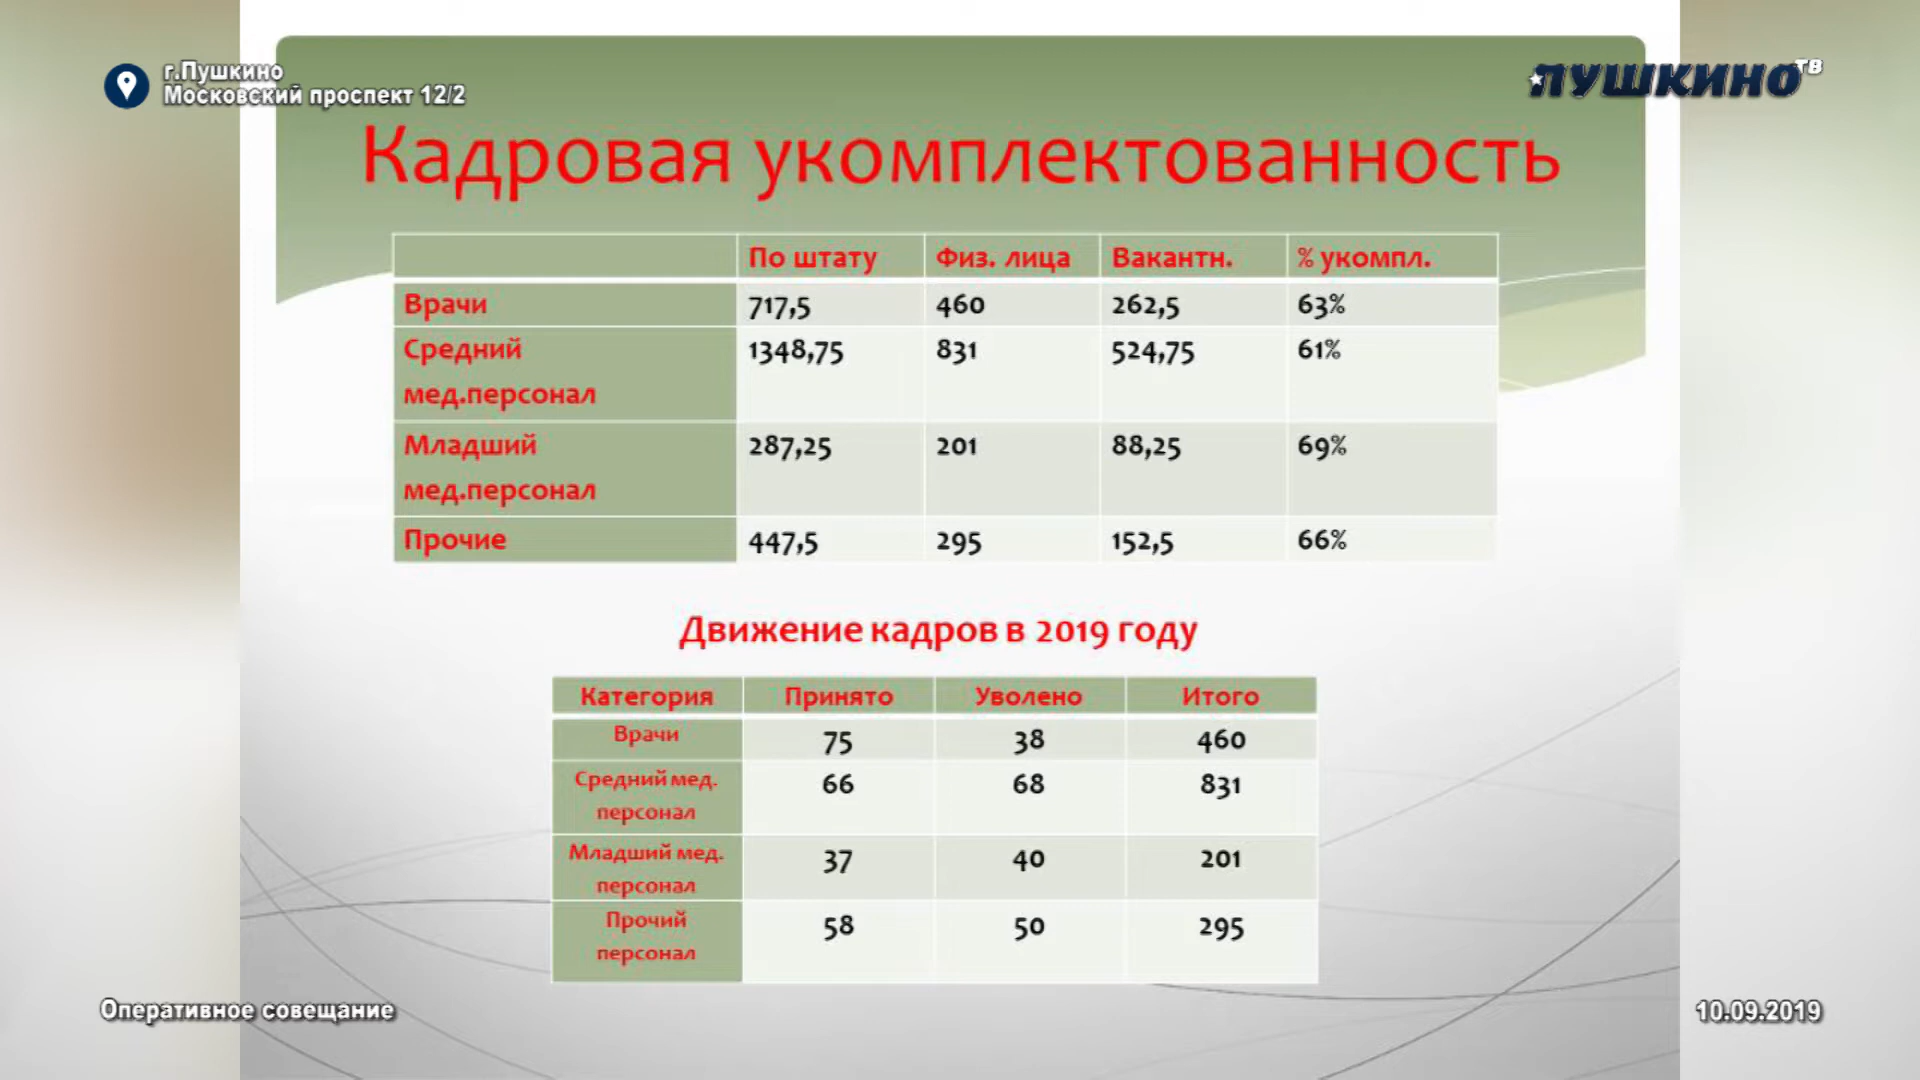 г.Пушкино
Московский проспект 12/2
ПУШКИНО ТВ
Кадровая укомплектованность
По штату Физ. лица Вакантн. % укомпл.
Врачи 717,5 460 262,5 63%
Средний 1348,75 831 524,75 61%
мед.персонал
Младший 287,25 201 88,25 69%
мед.персонал
Прочие 447,5 295 152,5 66%
Движение кадров в 2019 году
Категория Принято Уволено Итого
Врачи 75 38 460
Средний мед. 66 68 831
персонал
Младший мед. 37 40 201
персонал
Прочий 58 50 295
персонал
Оперативное совещание
10.09.2019